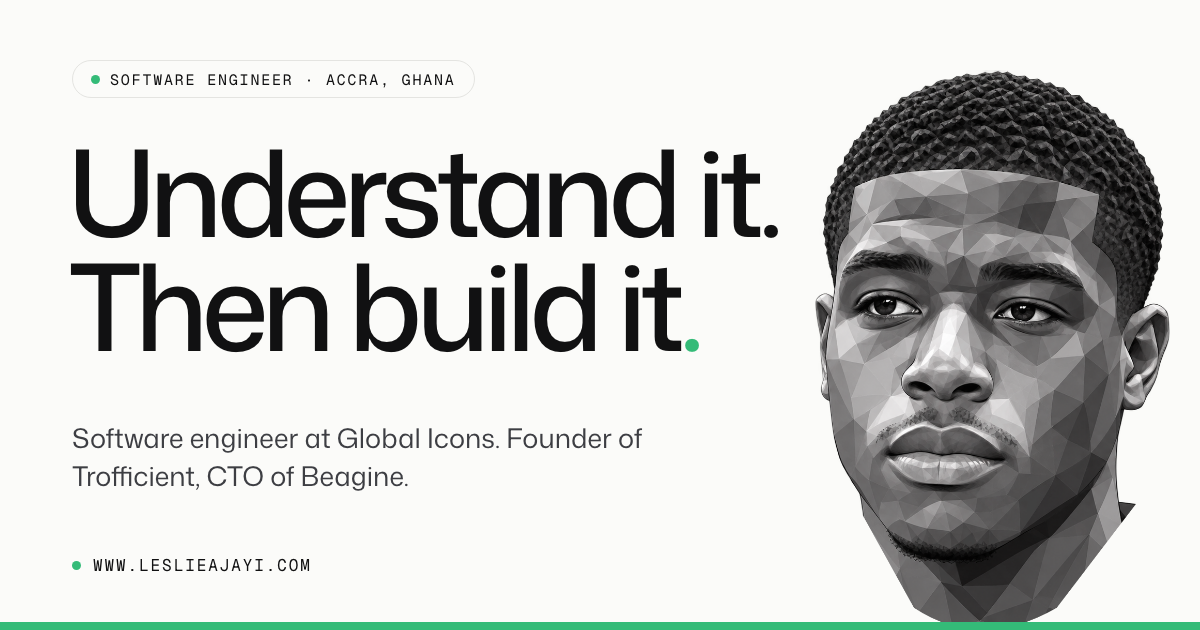 SOFTWARE ENGINEER · ACCRA, GHANA
Understand it.
Then build it.
Software engineer at Global Icons. Founder of
Trofficient, CTO of Beagine.
WWW.LESLIEAJAYI.COM